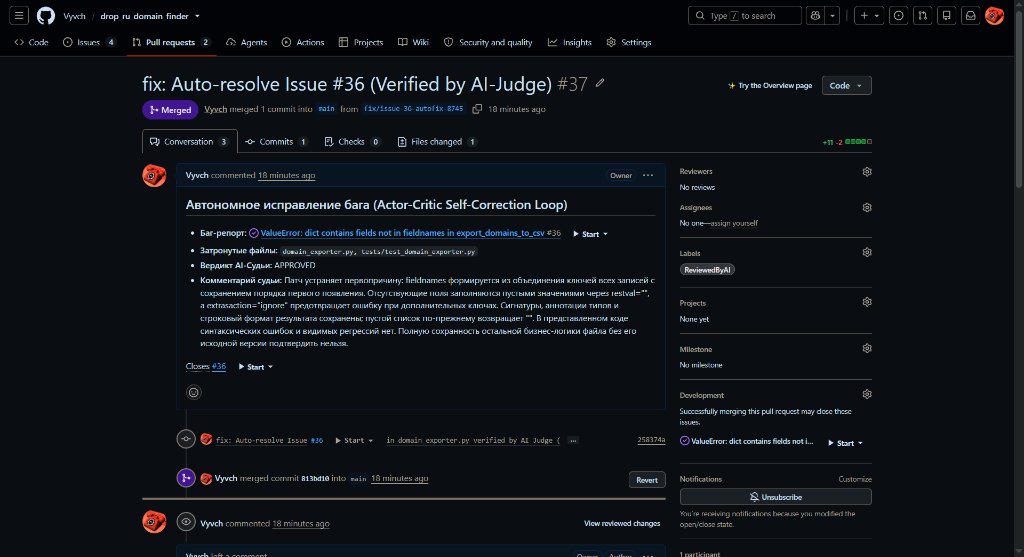 Vyvch / drop_ru_domain_finder
Type / to search
Code Issues 4 Pull requests 2 Agents Actions Projects Wiki Security and quality Insights Settings
fix: Auto-resolve Issue #36 (Verified by AI-Judge) #37
Try the Overview page
Code
Merged Vyvch merged 1 commit into main from fix/issue-36-autofix-8745 18 minutes ago
Conversation 3 Commits 1 Checks 0 Files changed 1
+11 -2
Vyvch commented 18 minutes ago
Owner
Автономное исправление бага (Actor-Critic Self-Correction Loop)
Баг-репорт: ValueError: dict contains fields not in fieldnames in export_domains_to_csv #36 Start
Затронутые файлы: domain_exporter.py, tests/test_domain_exporter.py
Вердикт AI-Судьи: APPROVED
Комментарий судьи: Патч устраняет первопричину: fieldnames формируется из объединения ключей всех записей с
сохранением порядка первого появления. Отсутствующие поля заполняются пустыми значениями через restval="",
а extrasaction="ignore" предотвращает ошибку при дополнительных ключах. Сигнатуры, аннотации типов и
строковый формат результата сохранены; пустой список по-прежнему возвращает "". В представленном коде
синтаксических ошибок и видимых регрессий нет. Полную сохранность остальной бизнес-логики файла без его
исходной версии подтвердить нельзя.
Closes #36 Start
fix: Auto-resolve Issue #36 Start in domain_exporter.py verified by AI Judge ( ...
258374a
Vyvch merged commit 813bd10 into main 18 minutes ago
Revert
Vyvch commented 18 minutes ago
View reviewed changes
Vyvch left a comment
Owner Author
Reviewers
No reviews
Assignees
No one—assign yourself
Labels
ReviewedByAI
Projects
None yet
Milestone
No milestone
Development
Successfully merging this pull request may close these
issues.
ValueError: dict contains fields not i... Start
Notifications
Customize
Unsubscribe
You're receiving notifications because you modified the
open/close state.
1 participant